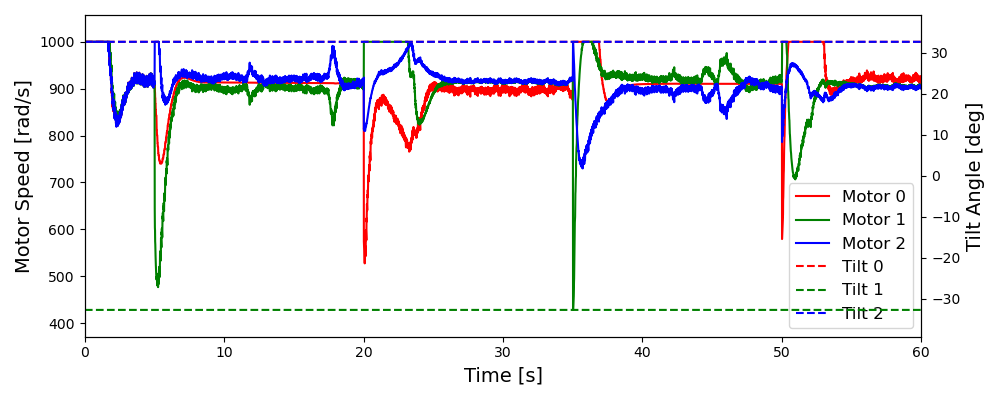 1000
900
800
700
600
500
400
Motor Speed [rad/s]
0
10
20
30
40
50
60
Time [s]
30
20
10
0
−10
−20
−30
Tilt Angle [deg]
Motor 0
Motor 1
Motor 2
Tilt 0
Tilt 1
Tilt 2